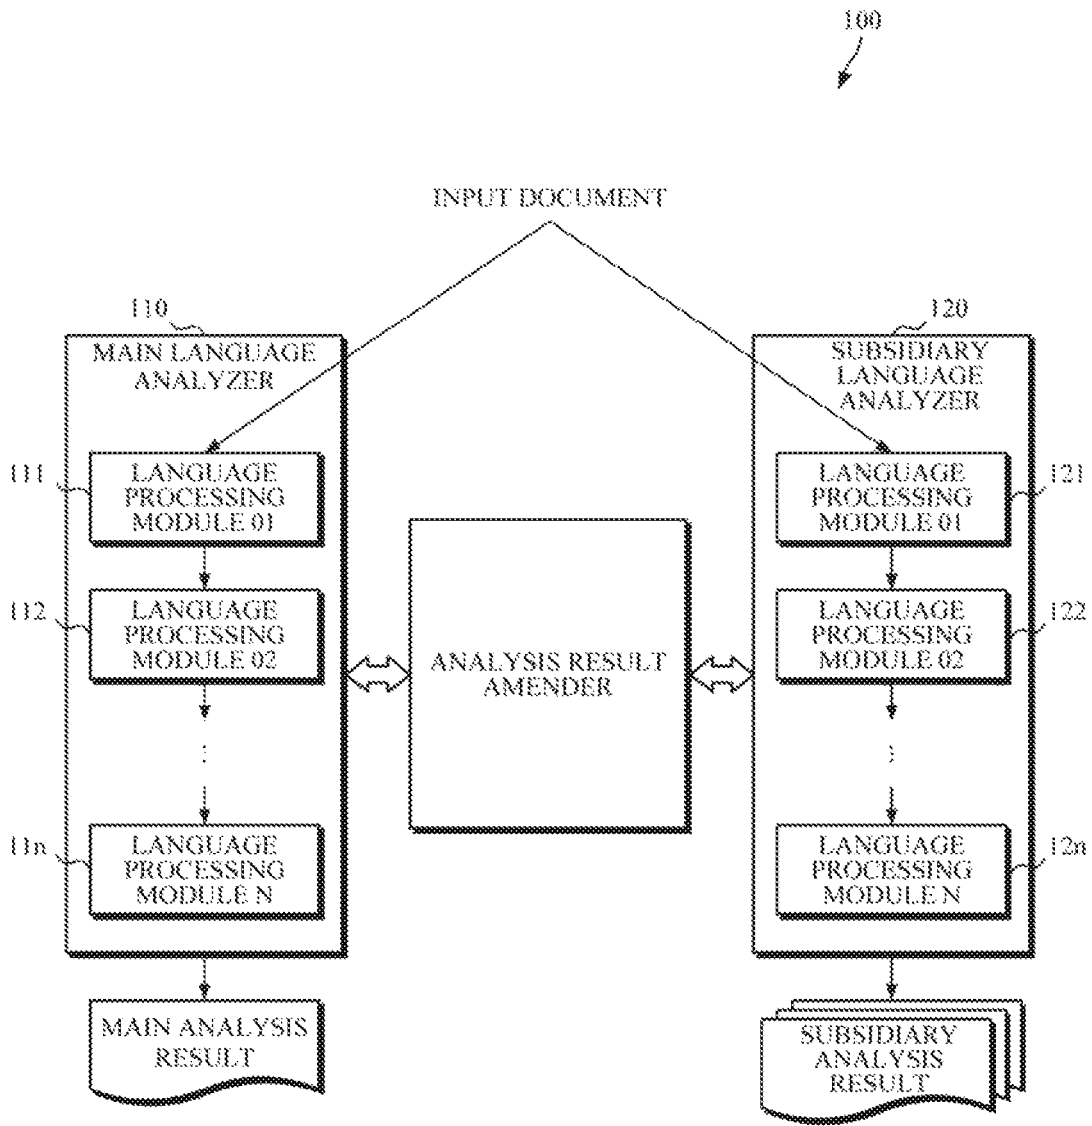 100
INPUT DOCUMENT
110
MAIN LANGUAGE
ANALYZER
111
LANGUAGE
PROCESSING
MODULE 01
112
LANGUAGE
PROCESSING
MODULE 02
⋮
11n
LANGUAGE
PROCESSING
MODULE N
MAIN ANALYSIS
RESULT
ANALYSIS RESULT
AMENDER
120
SUBSIDIARY
LANGUAGE
ANALYZER
121
LANGUAGE
PROCESSING
MODULE 01
122
LANGUAGE
PROCESSING
MODULE 02
⋮
12n
LANGUAGE
PROCESSING
MODULE N
SUBSIDIARY
ANALYSIS
RESULT